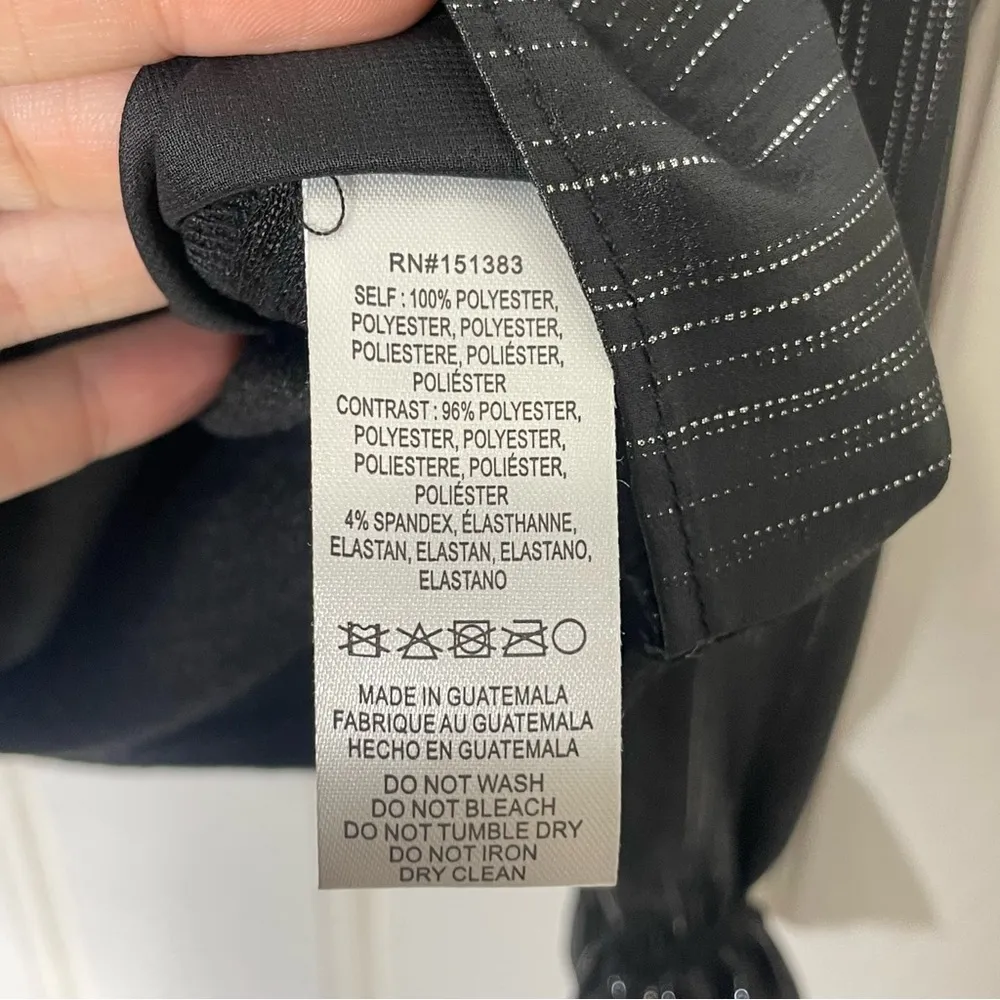 RN#151383
SELF : 100% POLYESTER,
POLYESTER, POLYESTER,
POLIESTERE, POLIÉSTER,
POLIÉSTER
CONTRAST : 96% POLYESTER,
POLYESTER, POLYESTER,
POLIESTERE, POLIÉSTER,
POLIÉSTER
4% SPANDEX, ÉLASTHANNE,
ELASTAN, ELASTAN, ELASTANO,
ELASTANO
MADE IN GUATEMALA
FABRIQUE AU GUATEMALA
HECHO EN GUATEMALA
DO NOT WASH
DO NOT BLEACH
DO NOT TUMBLE DRY
DO NOT IRON
DRY CLEAN